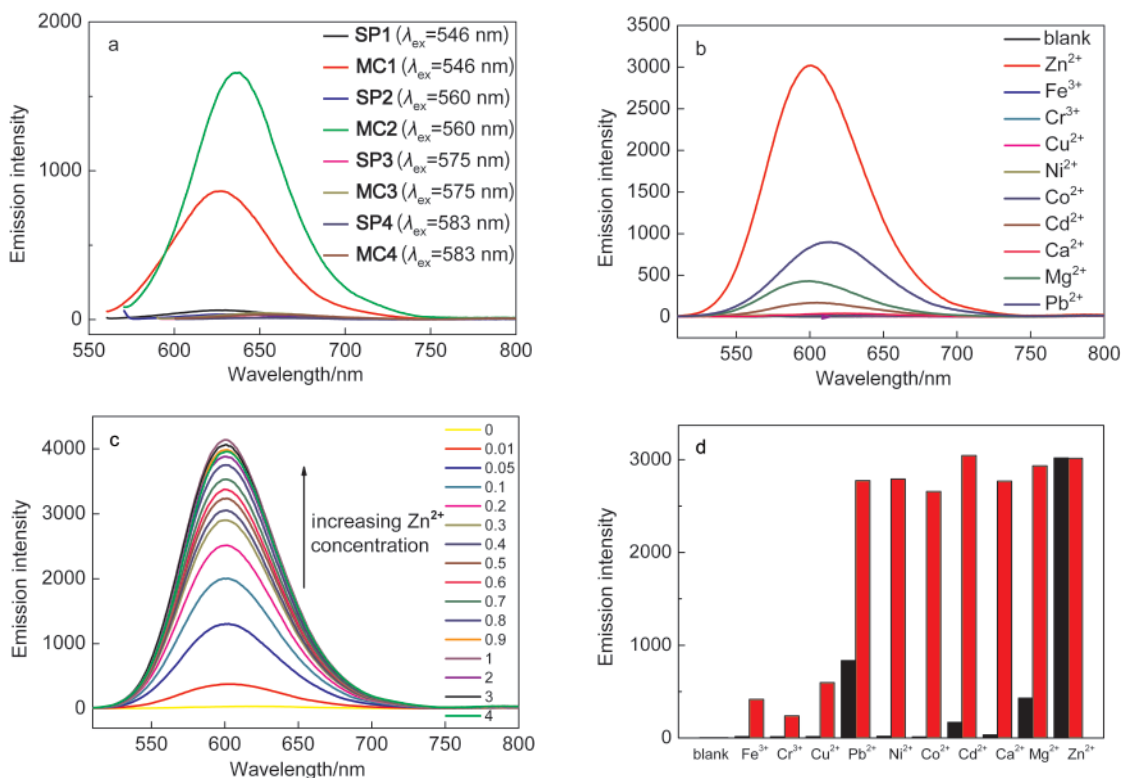 a
2000
1000
0
550 600 650 700 750 800
Emission intensity
Wavelength/nm
SP1 (λex=546 nm)
MC1 (λex=546 nm)
SP2 (λex=560 nm)
MC2 (λex=560 nm)
SP3 (λex=575 nm)
MC3 (λex=575 nm)
SP4 (λex=583 nm)
MC4 (λex=583 nm)
b
3500
3000
2500
2000
1500
1000
500
0
550 600 650 700 750 800
Emission intensity
Wavelength/nm
blank
Zn²⁺
Fe³⁺
Cr³⁺
Cu²⁺
Ni²⁺
Co²⁺
Cd²⁺
Ca²⁺
Mg²⁺
Pb²⁺
c
4000
3000
2000
1000
0
550 600 650 700 750 800
Emission intensity
Wavelength/nm
increasing Zn²⁺
concentration
0
0.01
0.05
0.1
0.2
0.3
0.4
0.5
0.6
0.7
0.8
0.9
1
2
3
4
d
3000
2000
1000
0
Emission intensity
blank Fe³⁺ Cr³⁺ Cu²⁺ Pb²⁺ Ni²⁺ Co²⁺ Cd²⁺ Ca²⁺ Mg²⁺ Zn²⁺